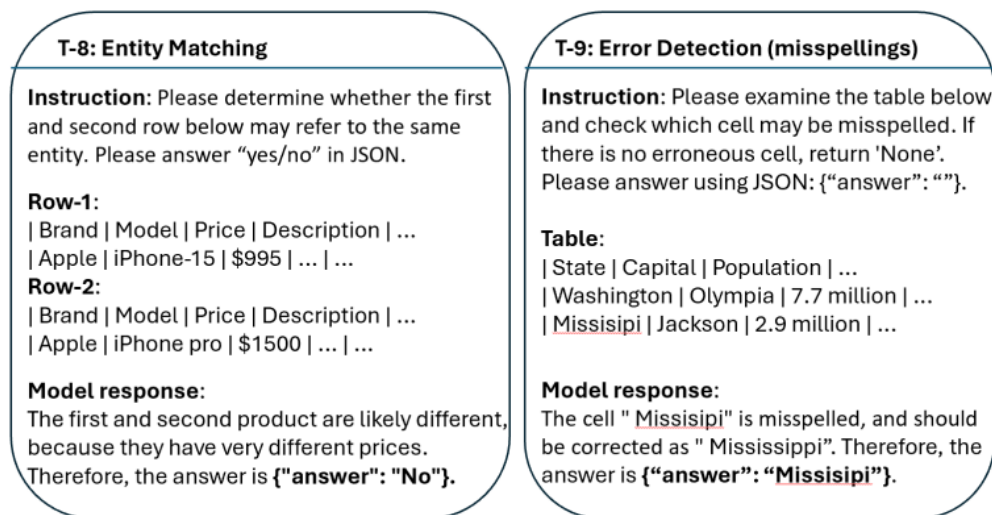 T-8: Entity Matching
Instruction: Please determine whether the first
and second row below may refer to the same
entity. Please answer “yes/no” in JSON.
Row-1:
| Brand | Model | Price | Description | ...
| Apple | iPhone-15 | $995 | ... | ...
Row-2:
| Brand | Model | Price | Description | ...
| Apple | iPhone pro | $1500 | ... | ...
Model response:
The first and second product are likely different,
because they have very different prices.
Therefore, the answer is {"answer": "No"}.
T-9: Error Detection (misspellings)
Instruction: Please examine the table below
and check which cell may be misspelled. If
there is no erroneous cell, return 'None’.
Please answer using JSON: {“answer”: “”}.
Table:
| State | Capital | Population | ...
| Washington | Olympia | 7.7 million | ...
| Missisipi | Jackson | 2.9 million | ...
Model response:
The cell " Missisipi" is misspelled, and should
be corrected as " Mississippi”. Therefore, the
answer is {“answer”: “Missisipi”}.